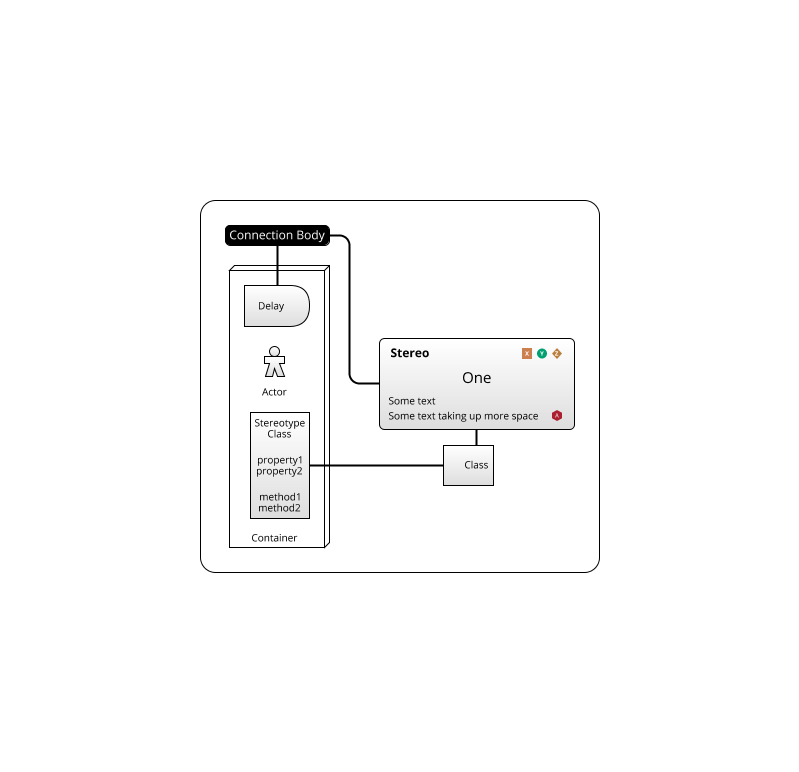 Connection Body
Delay
Actor
Stereotype
Class
property1
property2
method1
method2
Container
Stereo
X Y Z
One
Some text
Some text taking up more space
A
Class